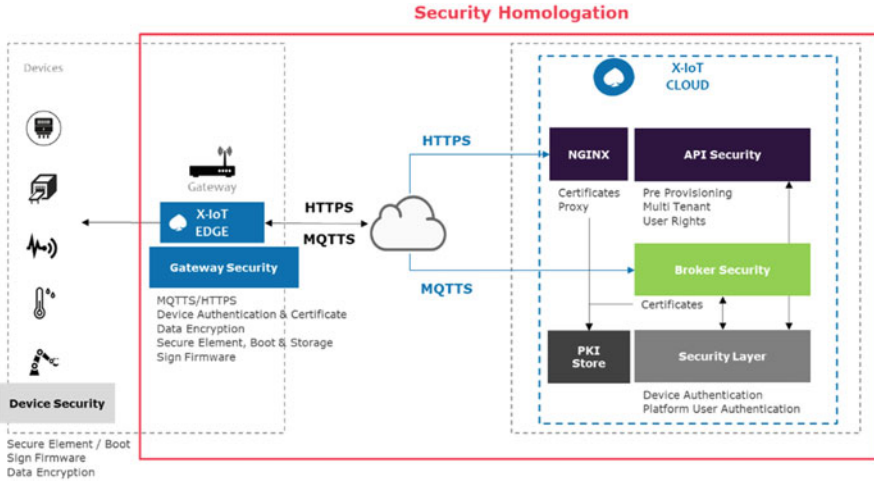 Security Homologation
Devices
Gateway
X-IoT
EDGE
Gateway Security
MQTTS/HTTPS
Device Authentication & Certificate
Data Encryption
Secure Element, Boot & Storage
Sign Firmware
Device Security
Secure Element / Boot
Sign Firmware
Data Encryption
HTTPS
MQTTS
HTTPS
MQTTS
X-IoT
CLOUD
NGINX
Certificates
Proxy
API Security
Pre Provisioning
Multi Tenant
User Rights
Broker Security
Certificates
PKI
Store
Security Layer
Device Authentication
Platform User Authentication